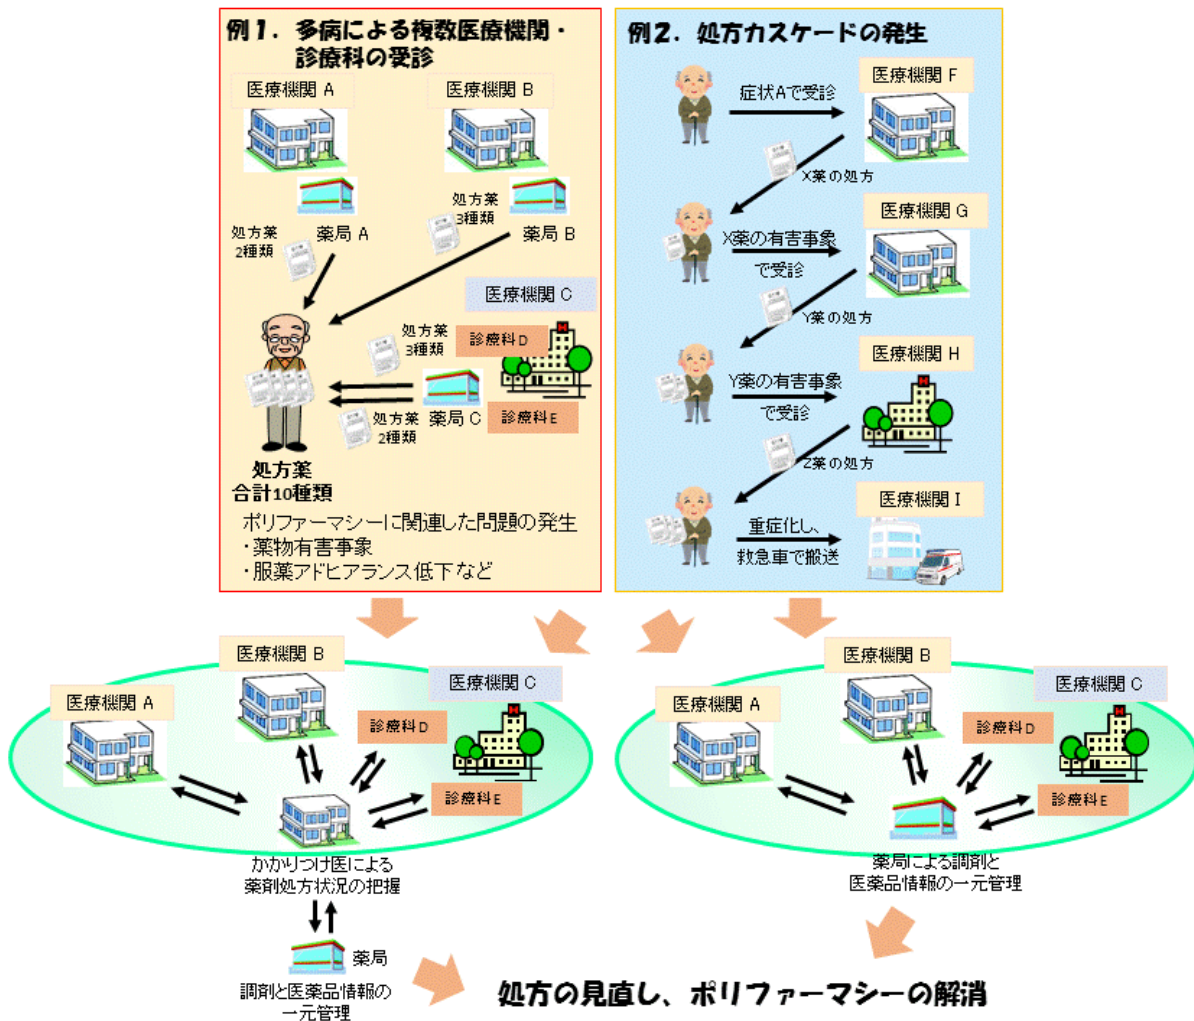 例1. 多病による複数医療機関・
診療科の受診
医療機関 A
医療機関 B
処方薬
2種類
薬局 A
処方薬
3種類
薬局 B
医療機関 C
処方薬
3種類
診療科D
薬局 C
診療科E
処方薬
2種類
処方薬
合計10種類
ポリファーマシーに関連した問題の発生
・薬物有害事象
・服薬アドヒアランス低下など
例2. 処方カスケードの発生
医療機関 F
症状Aで受診
X薬の処方
医療機関 G
X薬の有害事象
で受診
Y薬の処方
医療機関 H
Y薬の有害事象
で受診
Z薬の処方
医療機関 I
重症化し、
救急車で搬送
医療機関 B
医療機関 A
医療機関 C
診療科D
診療科E
かかりつけ医による
薬剤処方状況の把握
薬局
調剤と医薬品情報の
一元管理
医療機関 B
医療機関 A
医療機関 C
診療科D
診療科E
薬局による調剤と
医薬品情報の一元管理
処方の見直し、ポリファーマシーの解消